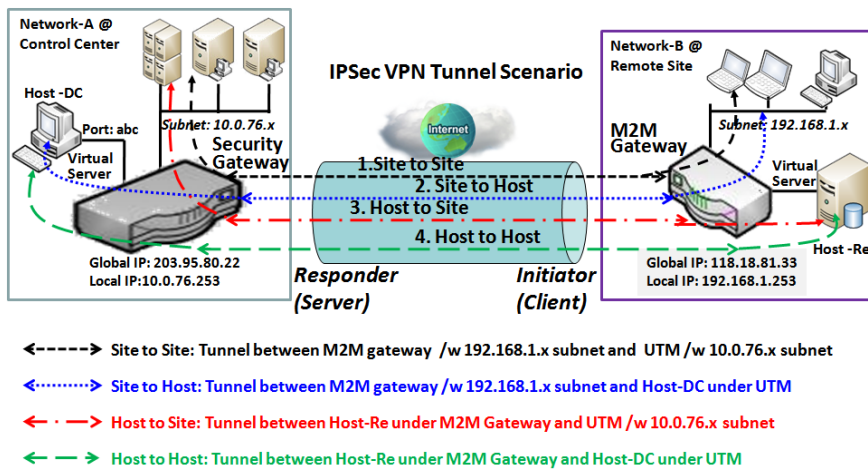 Network-A @
Control Center
Host -DC
Port: abc
Virtual
Server
Subnet: 10.0.76.x
Security
Gateway
Global IP: 203.95.80.22
Local IP:10.0.76.253
IPSec VPN Tunnel Scenario
Internet
1.Site to Site
2. Site to Host
3. Host to Site
4. Host to Host
Responder
(Server)
Initiator
(Client)
Network-B @
Remote Site
Subnet: 192.168.1.x
M2M
Gateway
Virtual
Server
Host -Re
Global IP: 118.18.81.33
Local IP: 192.168.1.253
Site to Site: Tunnel between M2M gateway /w 192.168.1.x subnet and UTM /w 10.0.76.x subnet
Site to Host: Tunnel between M2M gateway /w 192.168.1.x subnet and Host-DC under UTM
Host to Site: Tunnel between Host-Re under M2M Gateway and UTM /w 10.0.76.x subnet
Host to Host: Tunnel between Host-Re under M2M Gateway and Host-DC under UTM